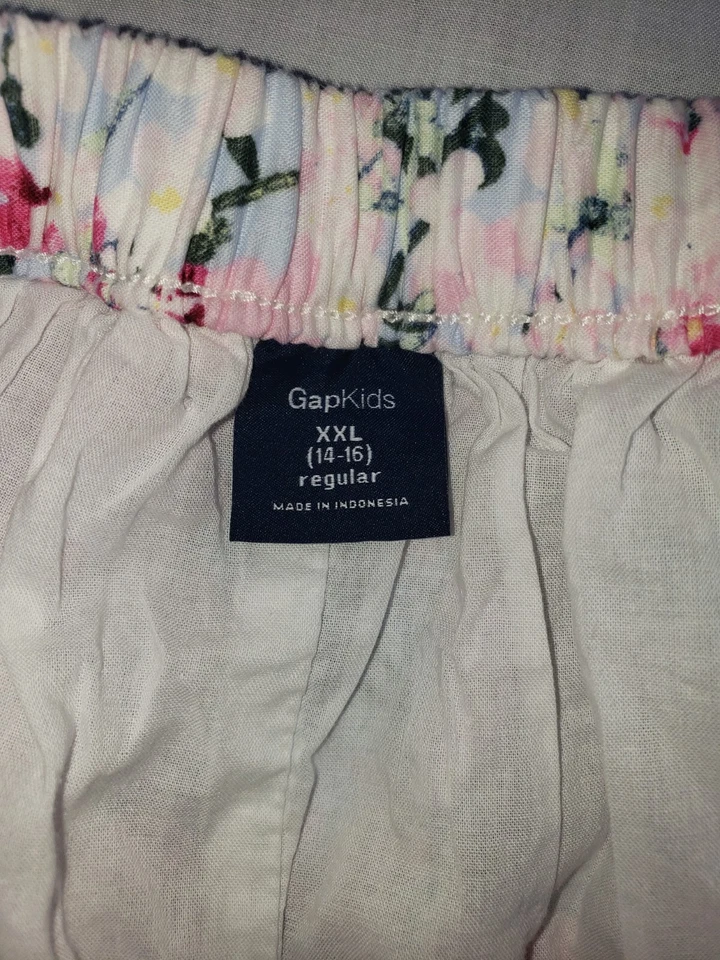 GapKids
XXL
(14-16)
regular
MADE IN INDONESIA